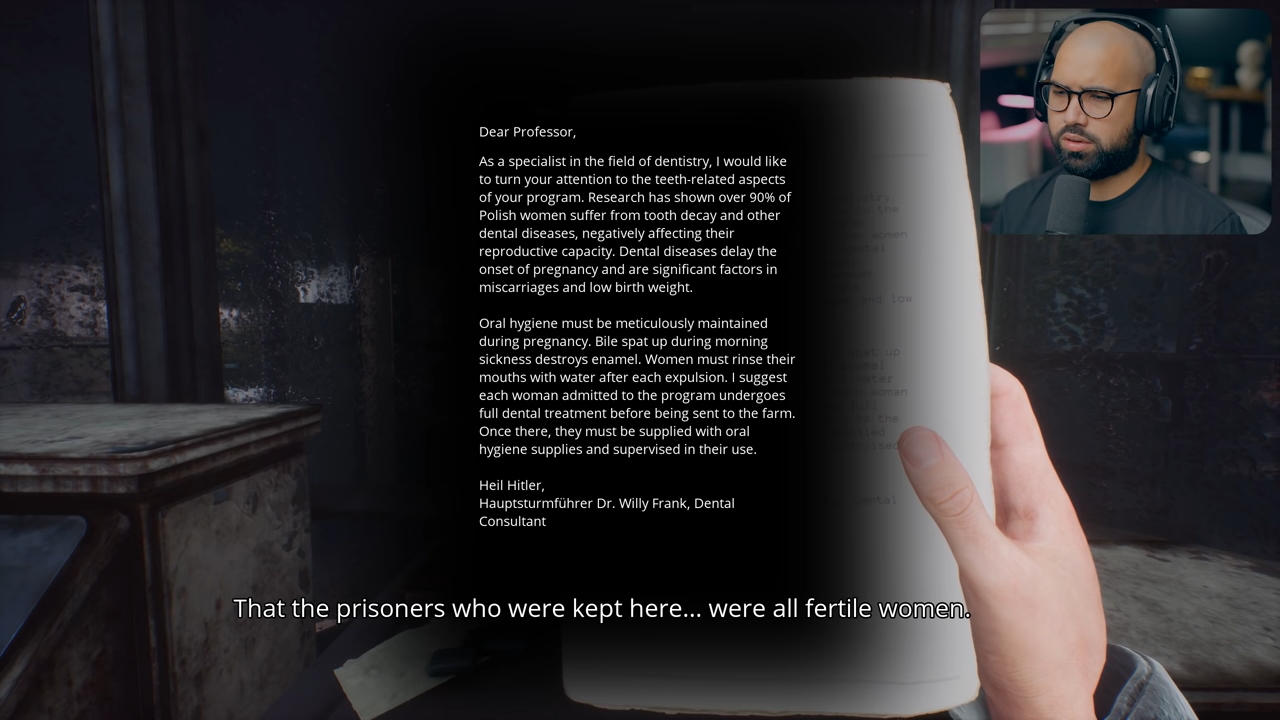 Dear Professor,
As a specialist in the field of dentistry, I would like
to turn your attention to the teeth-related aspects
of your program. Research has shown over 90% of
Polish women suffer from tooth decay and other
dental diseases, negatively affecting their
reproductive capacity. Dental diseases delay the
onset of pregnancy and are significant factors in
miscarriages and low birth weight.
Oral hygiene must be meticulously maintained
during pregnancy. Bile spat up during morning
sickness destroys enamel. Women must rinse their
mouths with water after each expulsion. I suggest
each woman admitted to the program undergoes
full dental treatment before being sent to the farm.
Once there, they must be supplied with oral
hygiene supplies and supervised in their use.
Heil Hitler,
Hauptsturmführer Dr. Willy Frank, Dental
Consultant
That the prisoners who were kept here... were all fertile women.